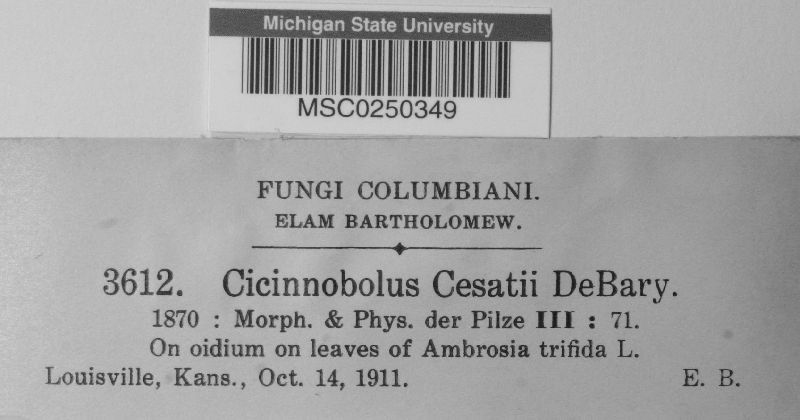 Michigan State University
MSC0250349
FUNGI COLUMBIANI.
ELAM BARTHOLOMEW.
3612. Cicinnobolus Cesatii DeBary.
1870 : Morph. & Phys. der Pilze III : 71.
On oidium on leaves of Ambrosia trifida L.
Louisville, Kans., Oct. 14, 1911. E. B.